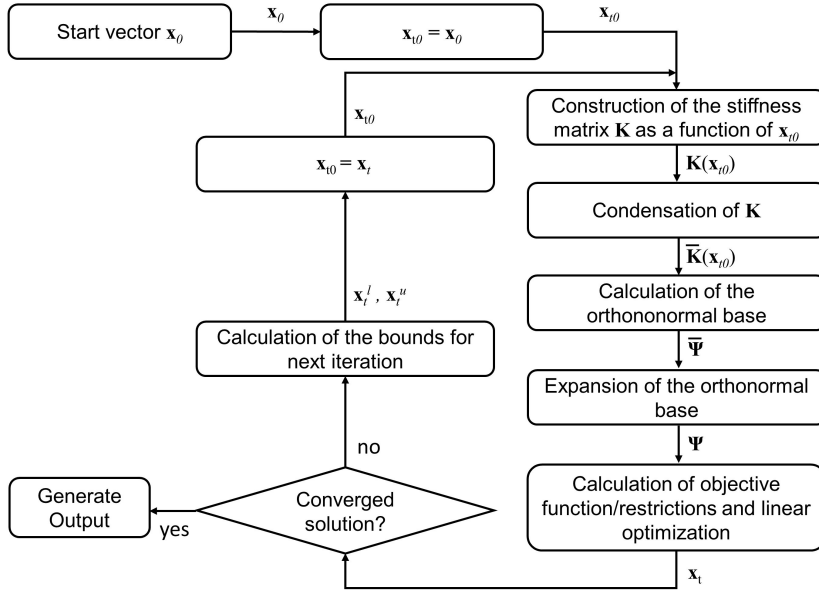 Start vector x₀
x₀
xₜ₀ = x₀
xₜ₀
Construction of the stiffness
matrix K as a function of xₜ₀
K(xₜ₀)
Condensation of K
K̅(xₜ₀)
Calculation of the
orthononormal base
Ψ̅
Expansion of the orthonormal
base
Ψ
Calculation of objective
function/restrictions and linear
optimization
xₜ
Converged
solution?
yes
Generate
Output
no
Calculation of the bounds for
next iteration
xₜˡ , xₜᵘ
xₜ₀ = xₜ
xₜ₀